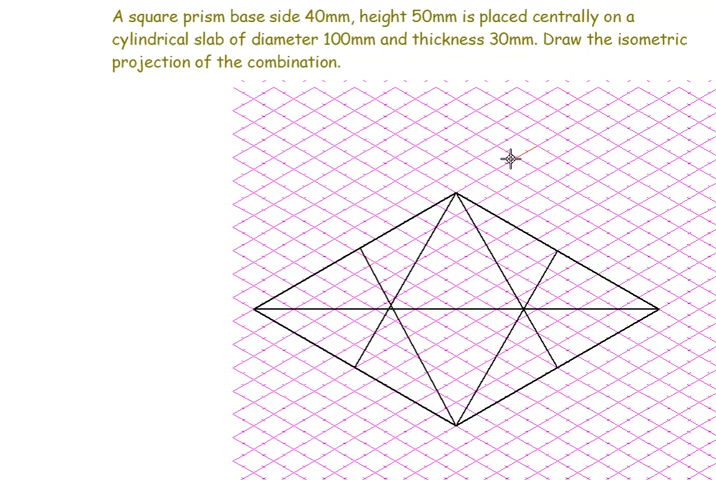 A square prism base side 40mm, height 50mm is placed centrally on a
cylindrical slab of diameter 100mm and thickness 30mm. Draw the isometric
projection of the combination.